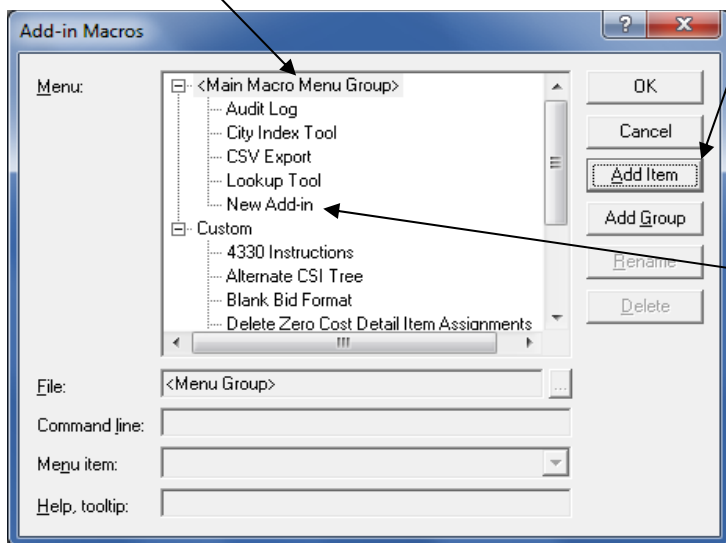 Add-in Macros
Menu:
<Main Macro Menu Group>
Audit Log
City Index Tool
CSV Export
Lookup Tool
New Add-in
Custom
4330 Instructions
Alternate CSI Tree
Blank Bid Format
Delete Zero Cost Detail Item Assignments
OK
Cancel
Add Item
Add Group
Rename
Delete
File:
<Menu Group>
...
Command line:
Menu item:
Help, tooltip: